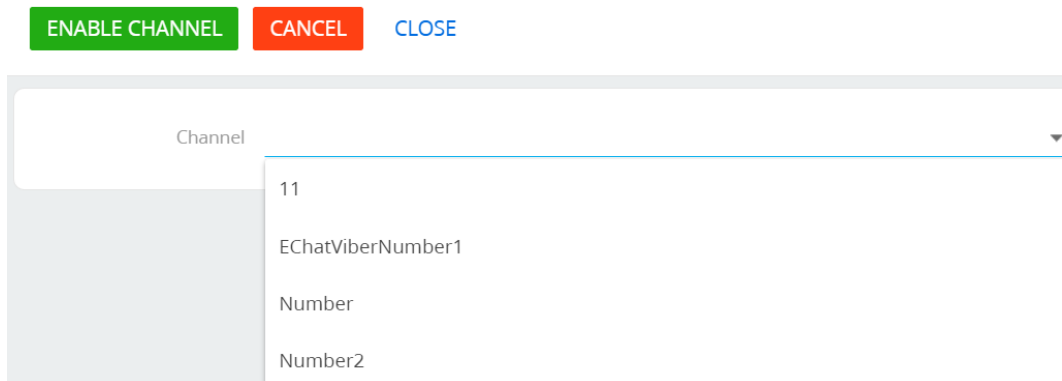 ENABLE CHANNEL CANCEL CLOSE
Channel
11
EChatViberNumber1
Number
Number2